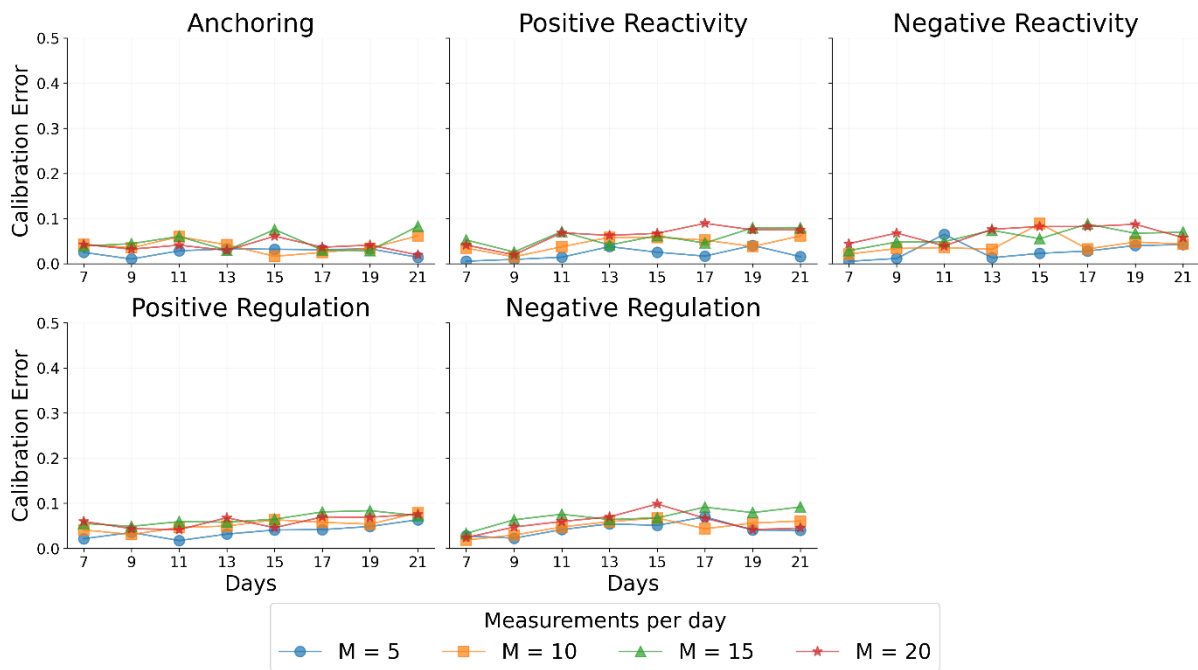 Anchoring
Positive Reactivity
Negative Reactivity
Calibration Error
0.5
0.4
0.3
0.2
0.1
0.0
7 9 11 13 15 17 19 21
7 9 11 13 15 17 19 21
7 9 11 13 15 17 19 21
Positive Regulation
Negative Regulation
Calibration Error
0.5
0.4
0.3
0.2
0.1
0.0
7 9 11 13 15 17 19 21
7 9 11 13 15 17 19 21
Days
Days
Measurements per day
M = 5 M = 10 M = 15 M = 20